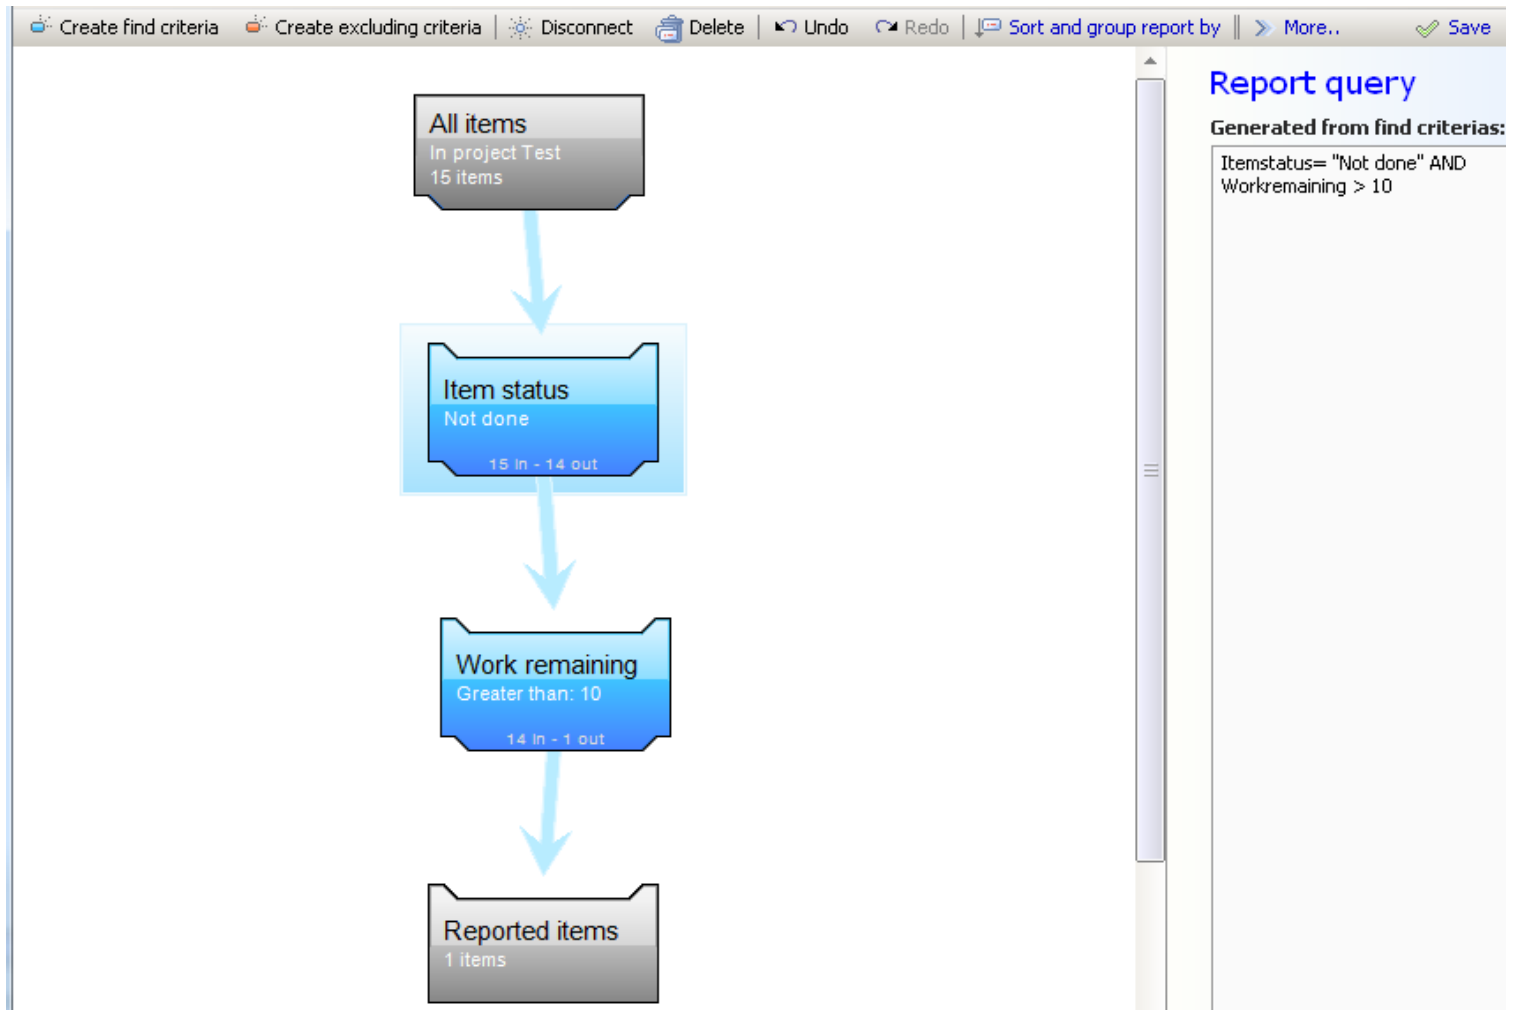 Create find criteria Create excluding criteria Disconnect Delete Undo Redo Sort and group report by More.. Save
All items
In project Test
15 items
Item status
Not done
15 in - 14 out
Work remaining
Greater than: 10
14 in - 1 out
Reported items
1 items
Report query
Generated from find criterias:
Itemstatus= "Not done" AND
Workremaining > 10